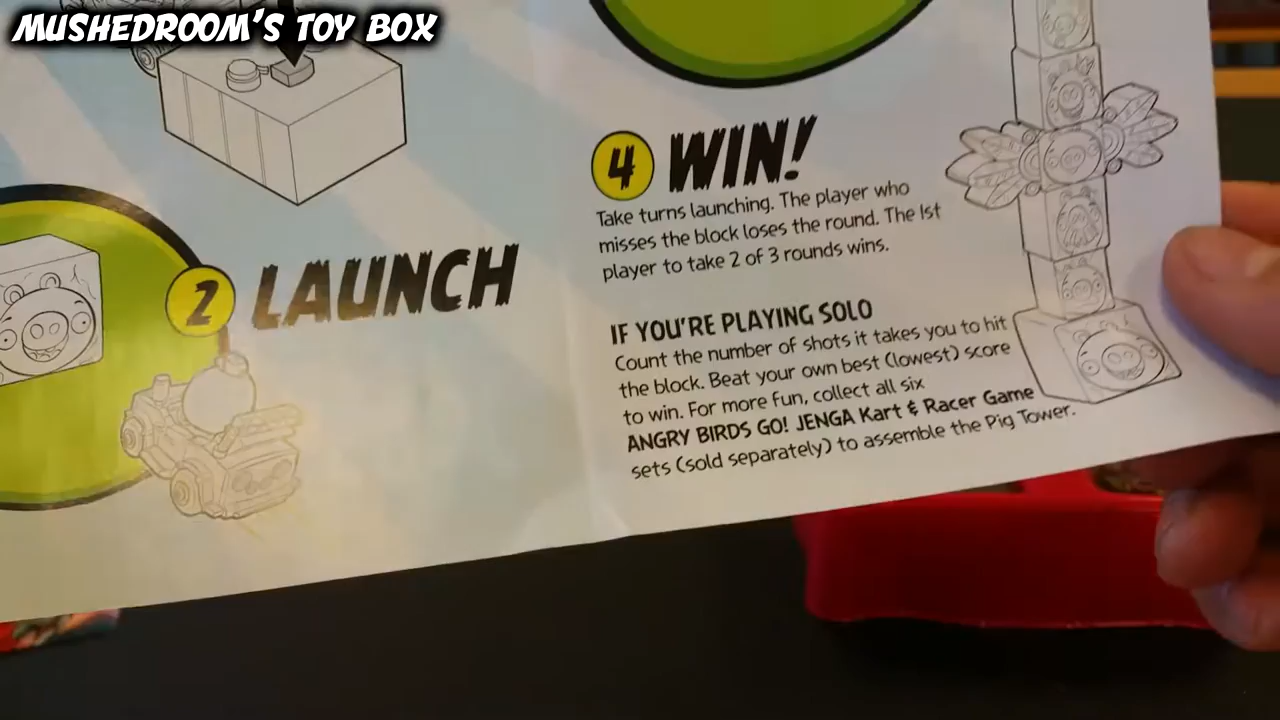 MUSHEDROOM'S TOY BOX
2 LAUNCH
4 WIN!
Take turns launching. The player who
misses the block loses the round. The 1st
player to take 2 of 3 rounds wins.
IF YOU'RE PLAYING SOLO
Count the number of shots it takes you to hit
the block. Beat your own best (lowest) score
to win. For more fun, collect all six
ANGRY BIRDS GO! JENGA Kart & Racer Game
sets (sold separately) to assemble the Pig Tower.